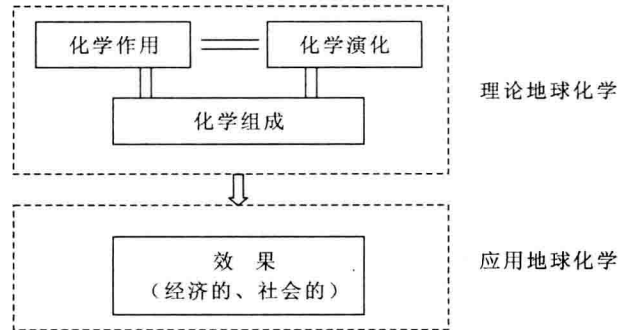 化学作用
化学演化
化学组成
理论地球化学
效 果
（经济的、社会的）
应用地球化学